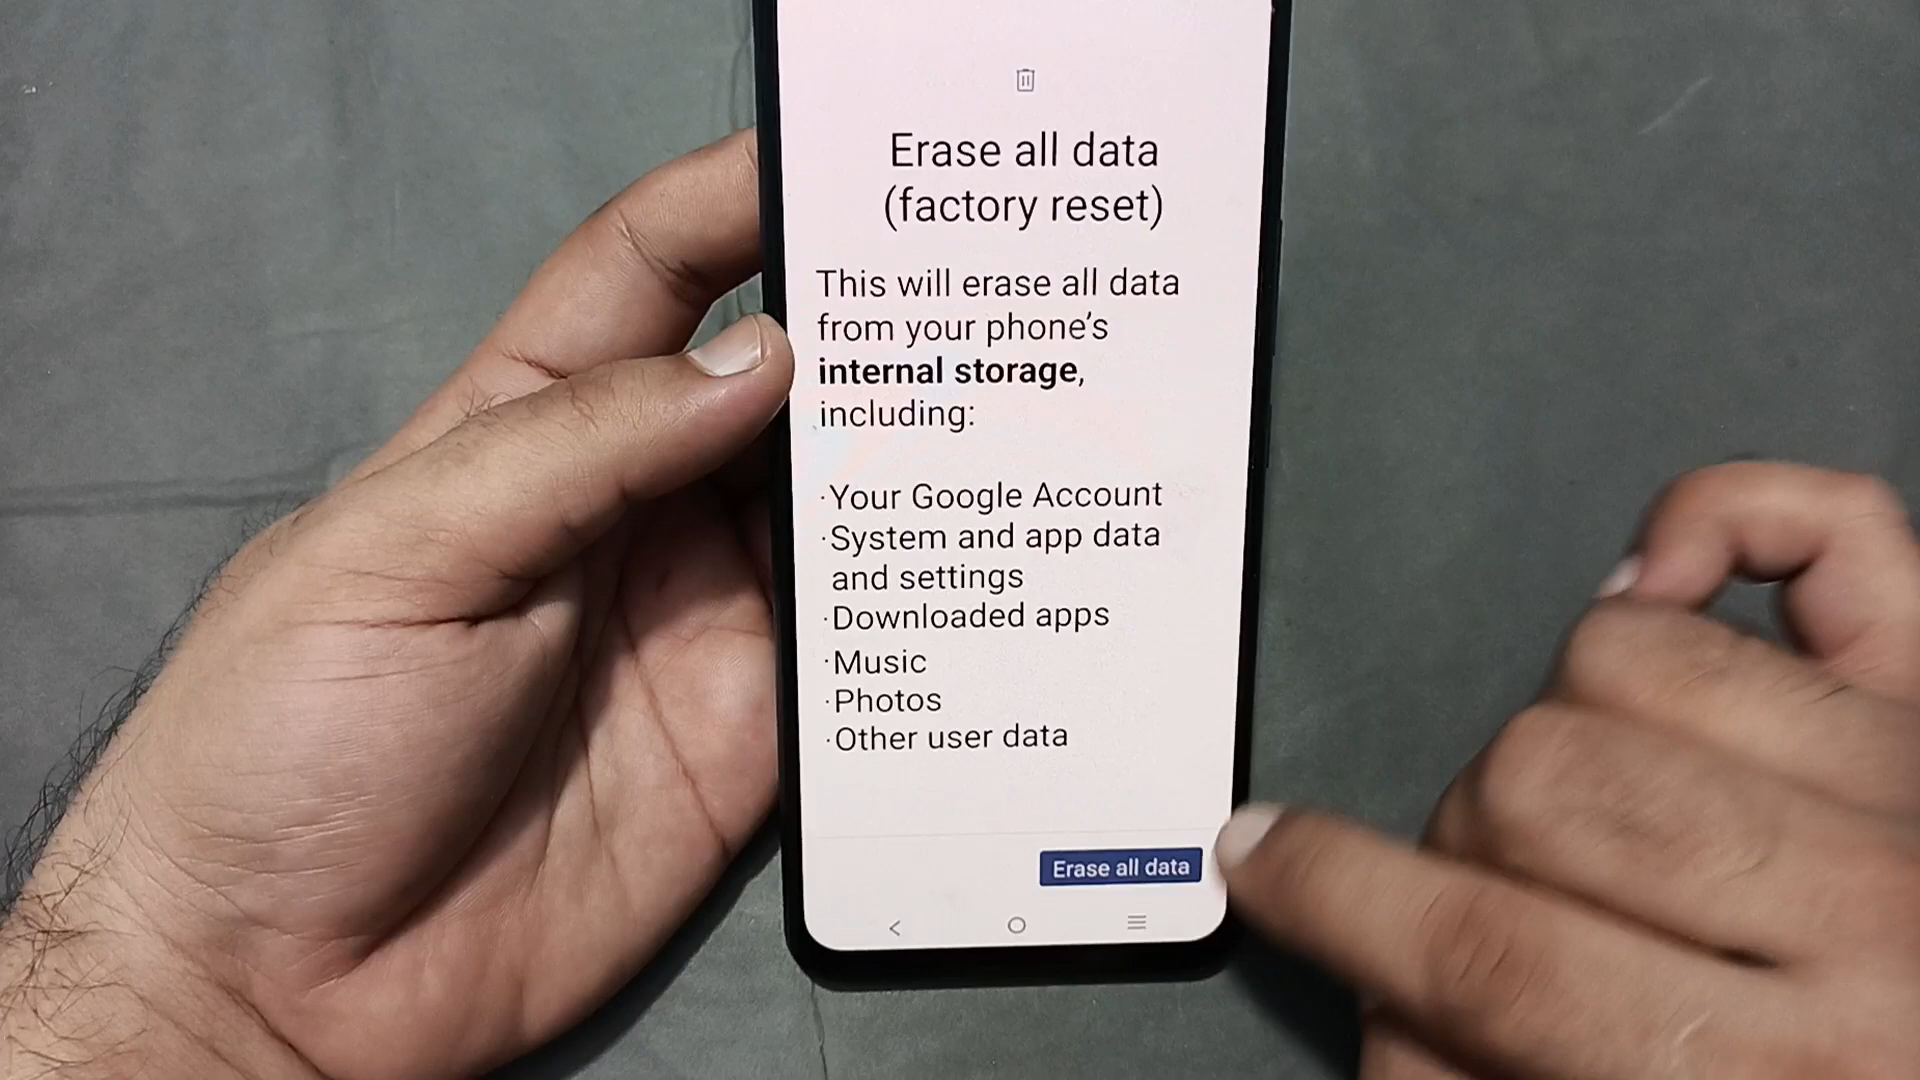 Erase all data
(factory reset)
This will erase all data
from your phone’s
internal storage,
including:
·Your Google Account
·System and app data
and settings
·Downloaded apps
·Music
·Photos
·Other user data
Erase all data